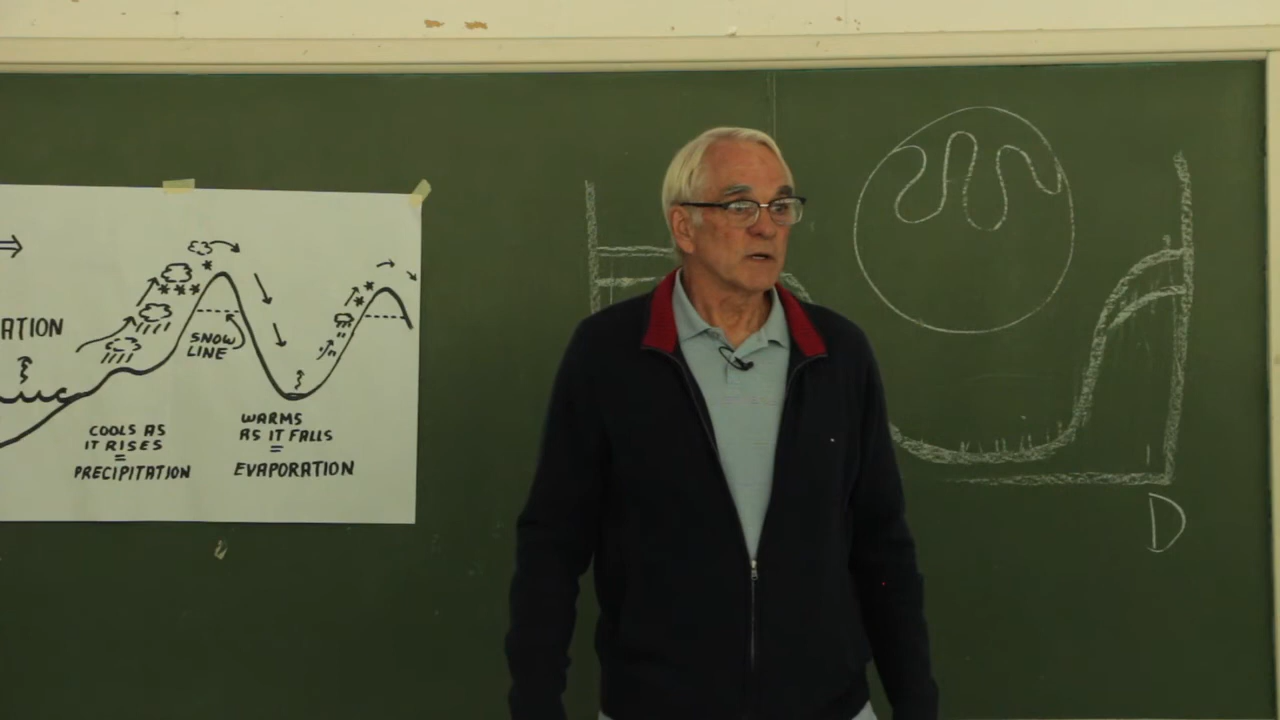 ATION
SNOW
LINE
COOLS AS
IT RISES
=
PRECIPITATION
WARMS
AS IT FALLS
=
EVAPORATION
D